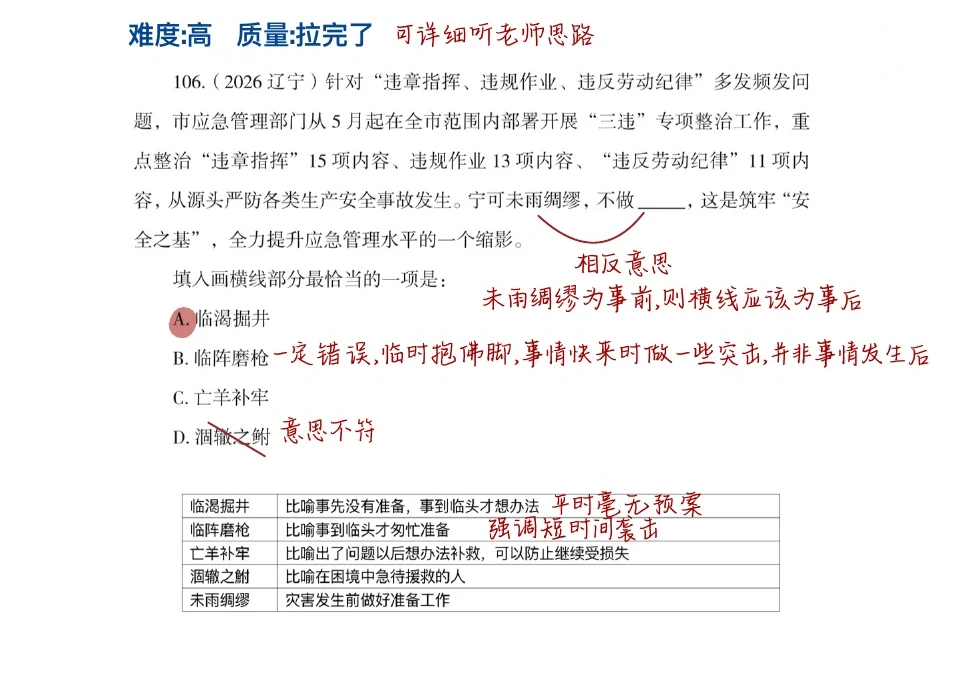 难度:高 质量:拉完了 可详细听老师思路
106.（2026 辽宁）针对“违章指挥、违规作业、违反劳动纪律”多发频发问
题，市应急管理部门从 5 月起在全市范围内部署开展“三违”专项整治工作，重
点整治“违章指挥”15 项内容、违规作业 13 项内容、“违反劳动纪律”11 项内
容，从源头严防各类生产安全事故发生。宁可未雨绸缪，不做_____，这是筑牢“安
全之基”，全力提升应急管理水平的一个缩影。
相反意思
填入画横线部分最恰当的一项是：
未雨绸缪为事前,则横线应该为事后
A. 临渴掘井
B. 临阵磨枪 一定错误,临时抱佛脚,事情快来时做一些突击,并非事情发生后
C. 亡羊补牢
D. 涸辙之鲋 意思不符
临渴掘井 比喻事先没有准备，事到临头才想办法 平时毫无预案
临阵磨枪 比喻事到临头才匆忙准备 强调短时间袭击
亡羊补牢 比喻出了问题以后想办法补救，可以防止继续受损失
涸辙之鲋 比喻在困境中急待援救的人
未雨绸缪 灾害发生前做好准备工作